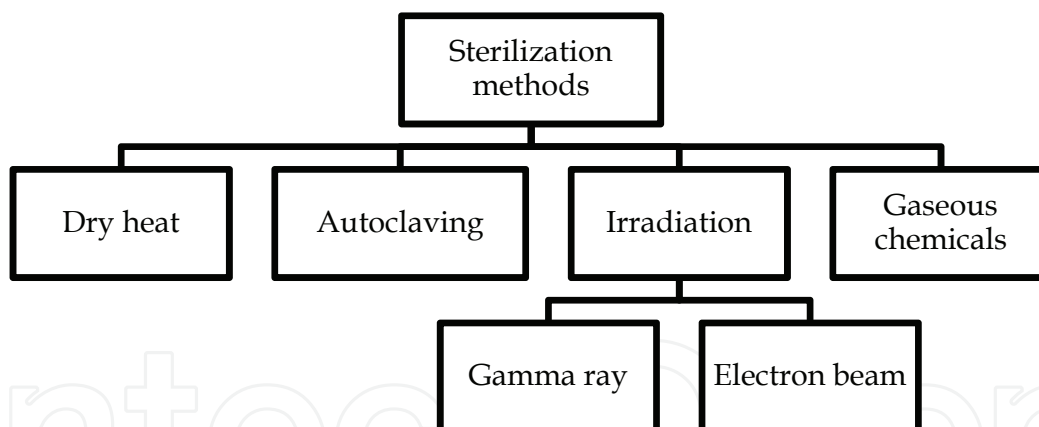 Sterilization
methods
Dry heat
Autoclaving
Irradiation
Gaseous
chemicals
Gamma ray
Electron beam